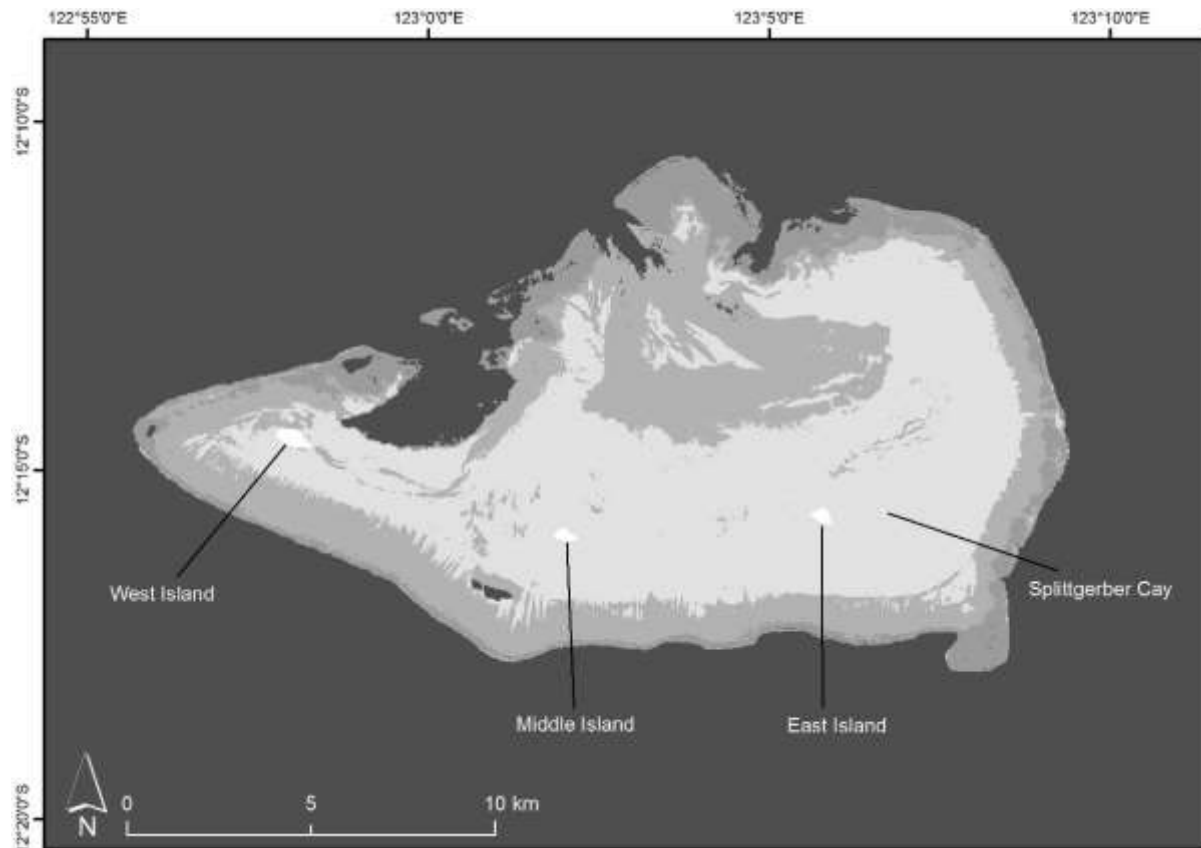 122°55'0"E 123°0'0"E 123°5'0"E 123°10'0"E
12°10'0"S
12°15'0"S
West Island
Splittgerber Cay
Middle Island
East Island
12°20'0"S
0 5 10 km
N